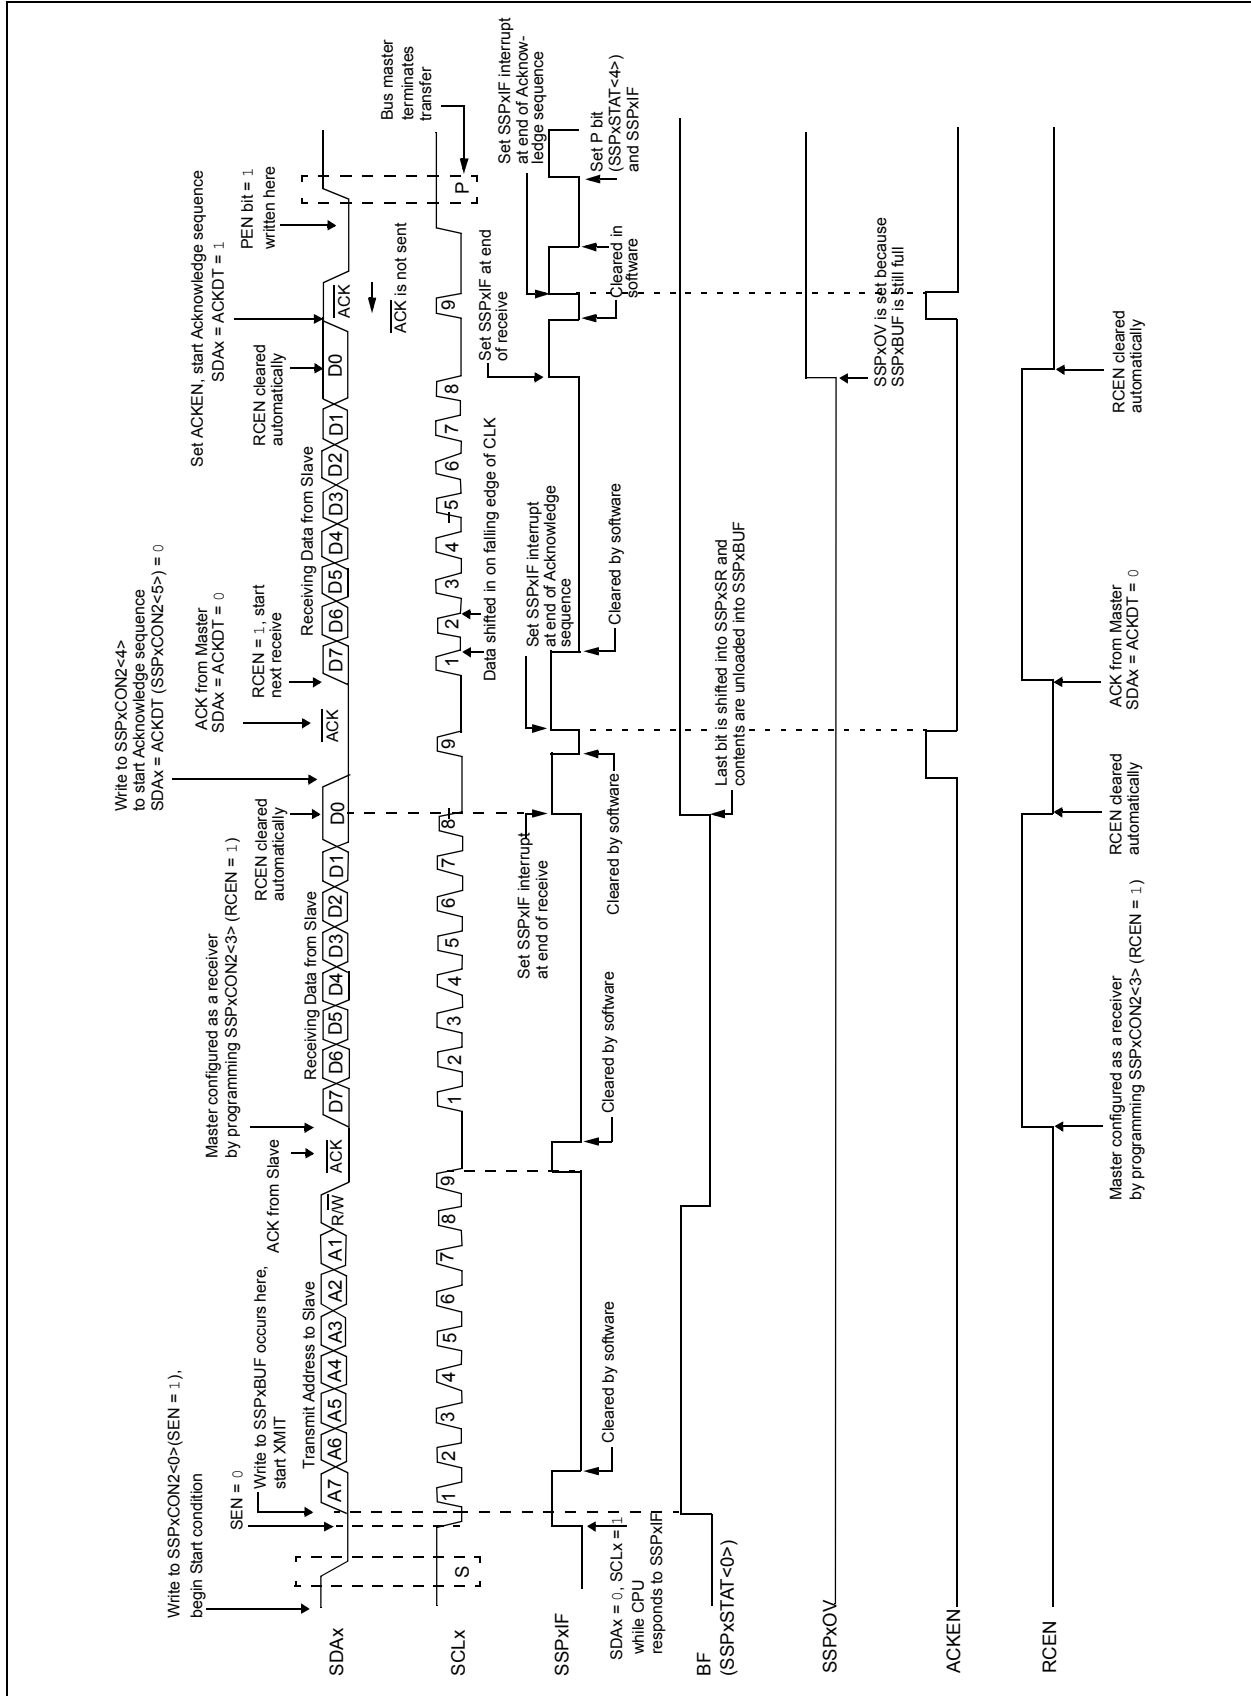 Write to SSPxCON2<0>(SEN = 1),
begin Start condition
SEN = 0
Write to SSPxBUF occurs here,
start XMIT
ACK from Slave
Master configured as a receiver
by programming SSPxCON2<3> (RCEN = 1)
RCEN cleared
automatically
Write to SSPxCON2<4>
to start Acknowledge sequence
SDAx = ACKDT (SSPxCON2<5>) = 0
ACK from Master
SDAx = ACKDT = 0
RCEN = 1, start
next receive
RCEN cleared
automatically
Set ACKEN, start Acknowledge sequence
SDAx = ACKDT = 1
PEN bit = 1
written here
Transmit Address to Slave
Receiving Data from Slave
Receiving Data from Slave
SDAx
A7 A6 A5 A4 A3 A2 A1 R/W ACK D7 D6 D5 D4 D3 D2 D1 D0 ACK D7 D6 D5 D4 D3 D2 D1 D0 ACK
ACK is not sent
Bus master
terminates
transfer
SCLx
S 1 2 3 4 5 6 7 8 9 1 2 3 4 5 6 7 8 9 1 2 3 4 5 6 7 8 9 P
Data shifted in on falling edge of CLK
Set SSPxIF interrupt
at end of receive
Set SSPxIF interrupt
at end of Acknowledge
sequence
Set SSPxIF at end
of receive
Set SSPxIF interrupt
at end of Acknow-
ledge sequence
SSPxIF
SDAx = 0, SCLx = 1
while CPU
responds to SSPxIF
Cleared by software
Cleared by software
Cleared by software
Cleared by software
Cleared in
software
Set P bit
(SSPxSTAT<4>)
and SSPxIF
BF
(SSPxSTAT<0>)
Last bit is shifted into SSPxSR and
contents are unloaded into SSPxBUF
SSPxOV
SSPxOV is set because
SSPxBUF is still full
ACKEN
RCEN
Master configured as a receiver
by programming SSPxCON2<3> (RCEN = 1)
RCEN cleared
automatically
ACK from Master
SDAx = ACKDT = 0
RCEN cleared
automatically